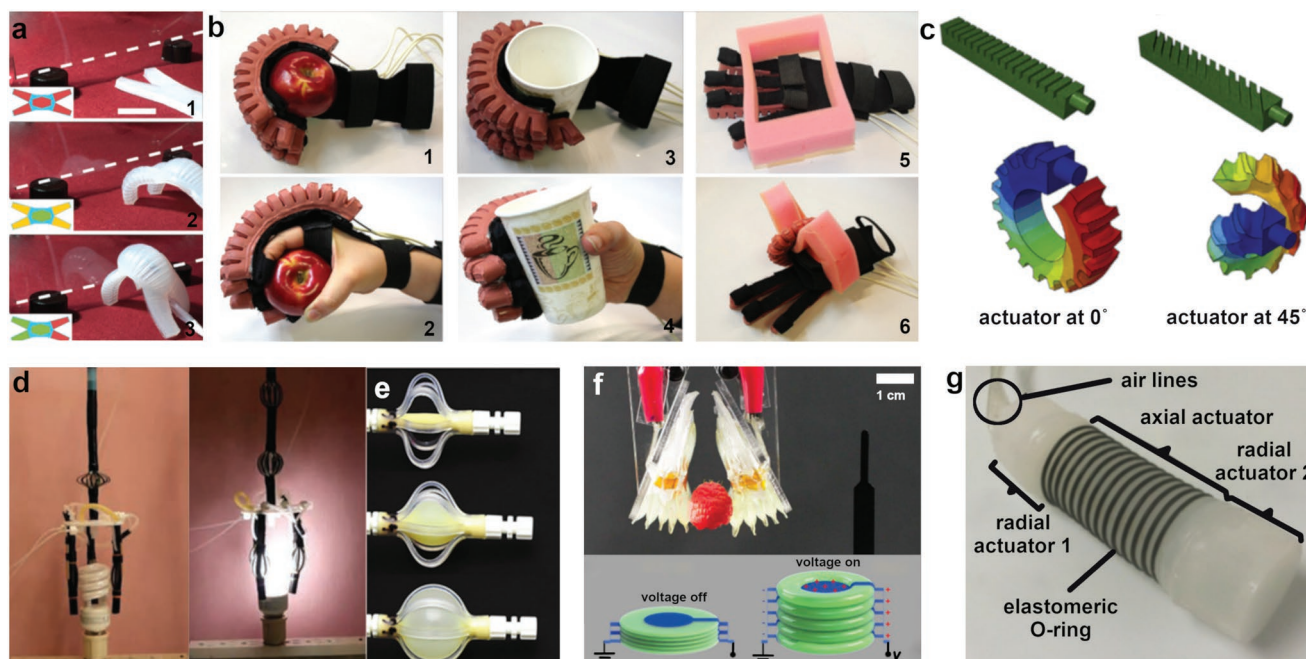 a
1
2
3
b
1
2
3
4
5
6
c
actuator at 0°
actuator at 45°
d
e
f
1 cm
voltage off
voltage on
v
g
air lines
axial actuator
radial
actuator 2
radial
actuator 1
elastomeric
O-ring